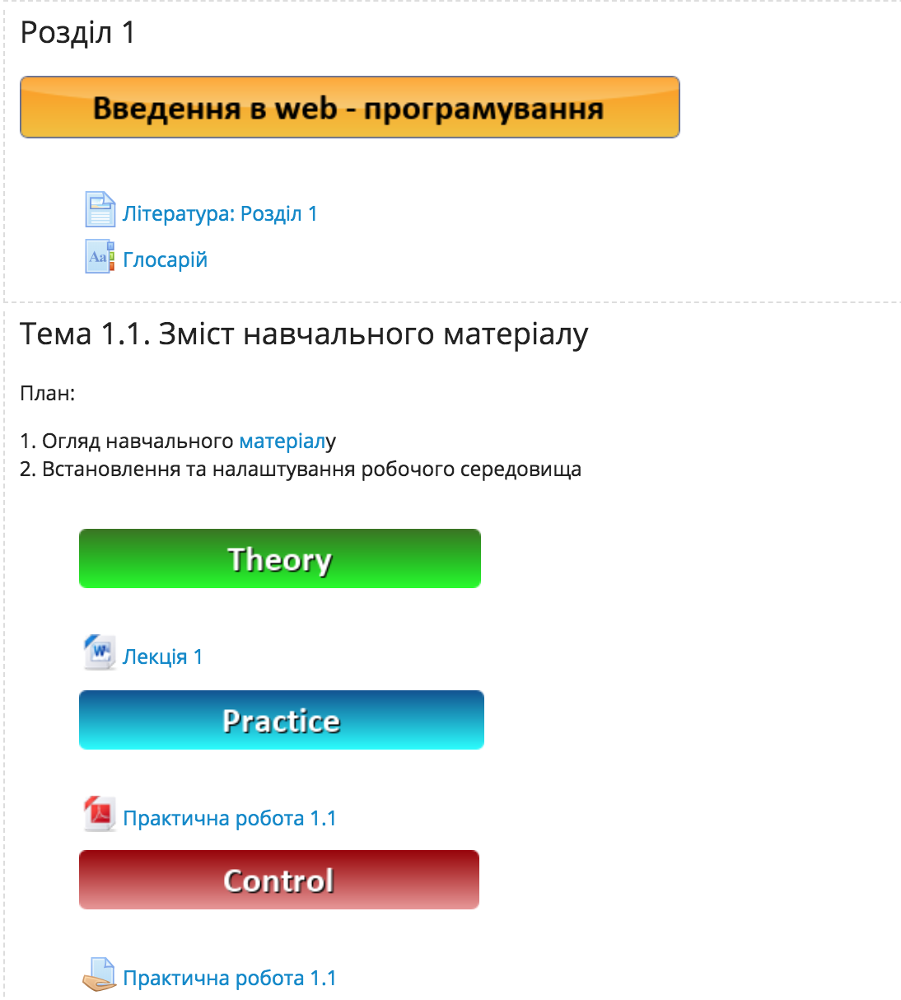 Розділ 1
Введення в web - програмування
Література: Розділ 1
Aa Глосарій
Тема 1.1. Зміст навчального матеріалу
План:
1. Огляд навчального матеріалу
2. Встановлення та налаштування робочого середовища
Theory
W Лекція 1
Practice
Практична робота 1.1
Control
Практична робота 1.1